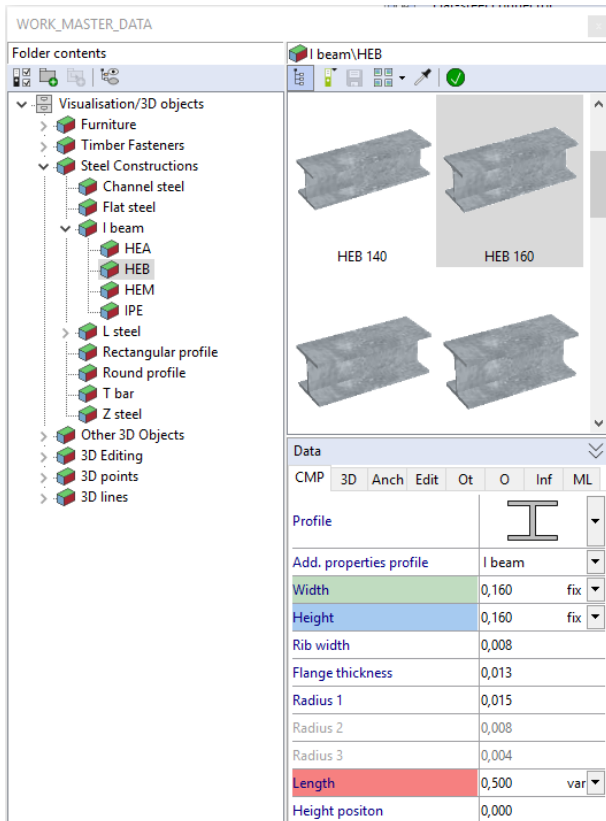 WORK_MASTER_DATA
Folder contents
Visualisation/3D objects
Furniture
Timber Fasteners
Steel Constructions
Channel steel
Flat steel
I beam
HEA
HEB
HEM
IPE
L steel
Rectangular profile
Round profile
T bar
Z steel
Other 3D Objects
3D Editing
3D points
3D lines
I beam\HEB
HEB 140 HEB 160
Data
CMP 3D Anch Edit Ot O Inf ML
Profile
Add. properties profile I beam
Width 0,160 fix
Height 0,160 fix
Rib width 0,008
Flange thickness 0,013
Radius 1 0,015
Radius 2 0,008
Radius 3 0,004
Length 0,500 var
Height positon 0,000